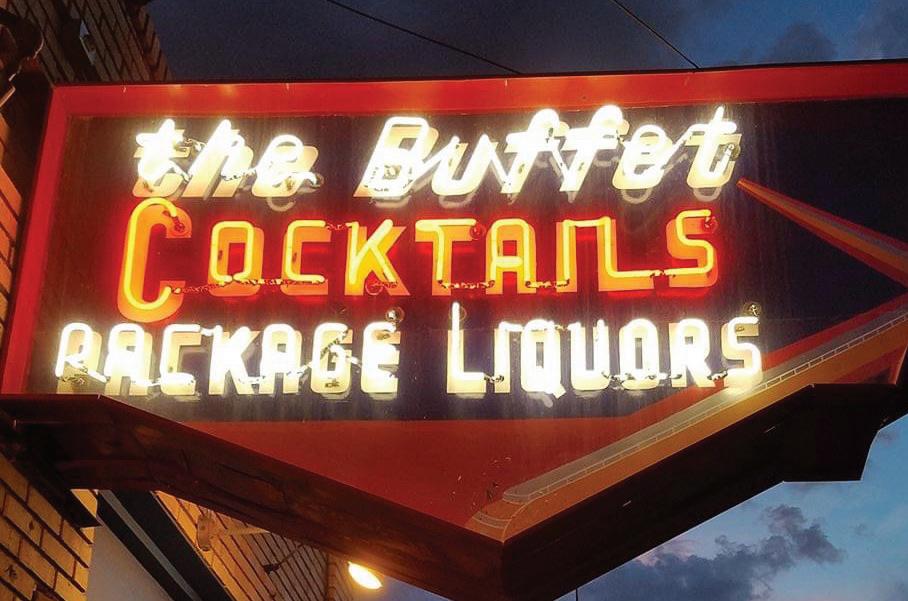 the Buffet
COCKTAILS
PACKAGE LIQUORS